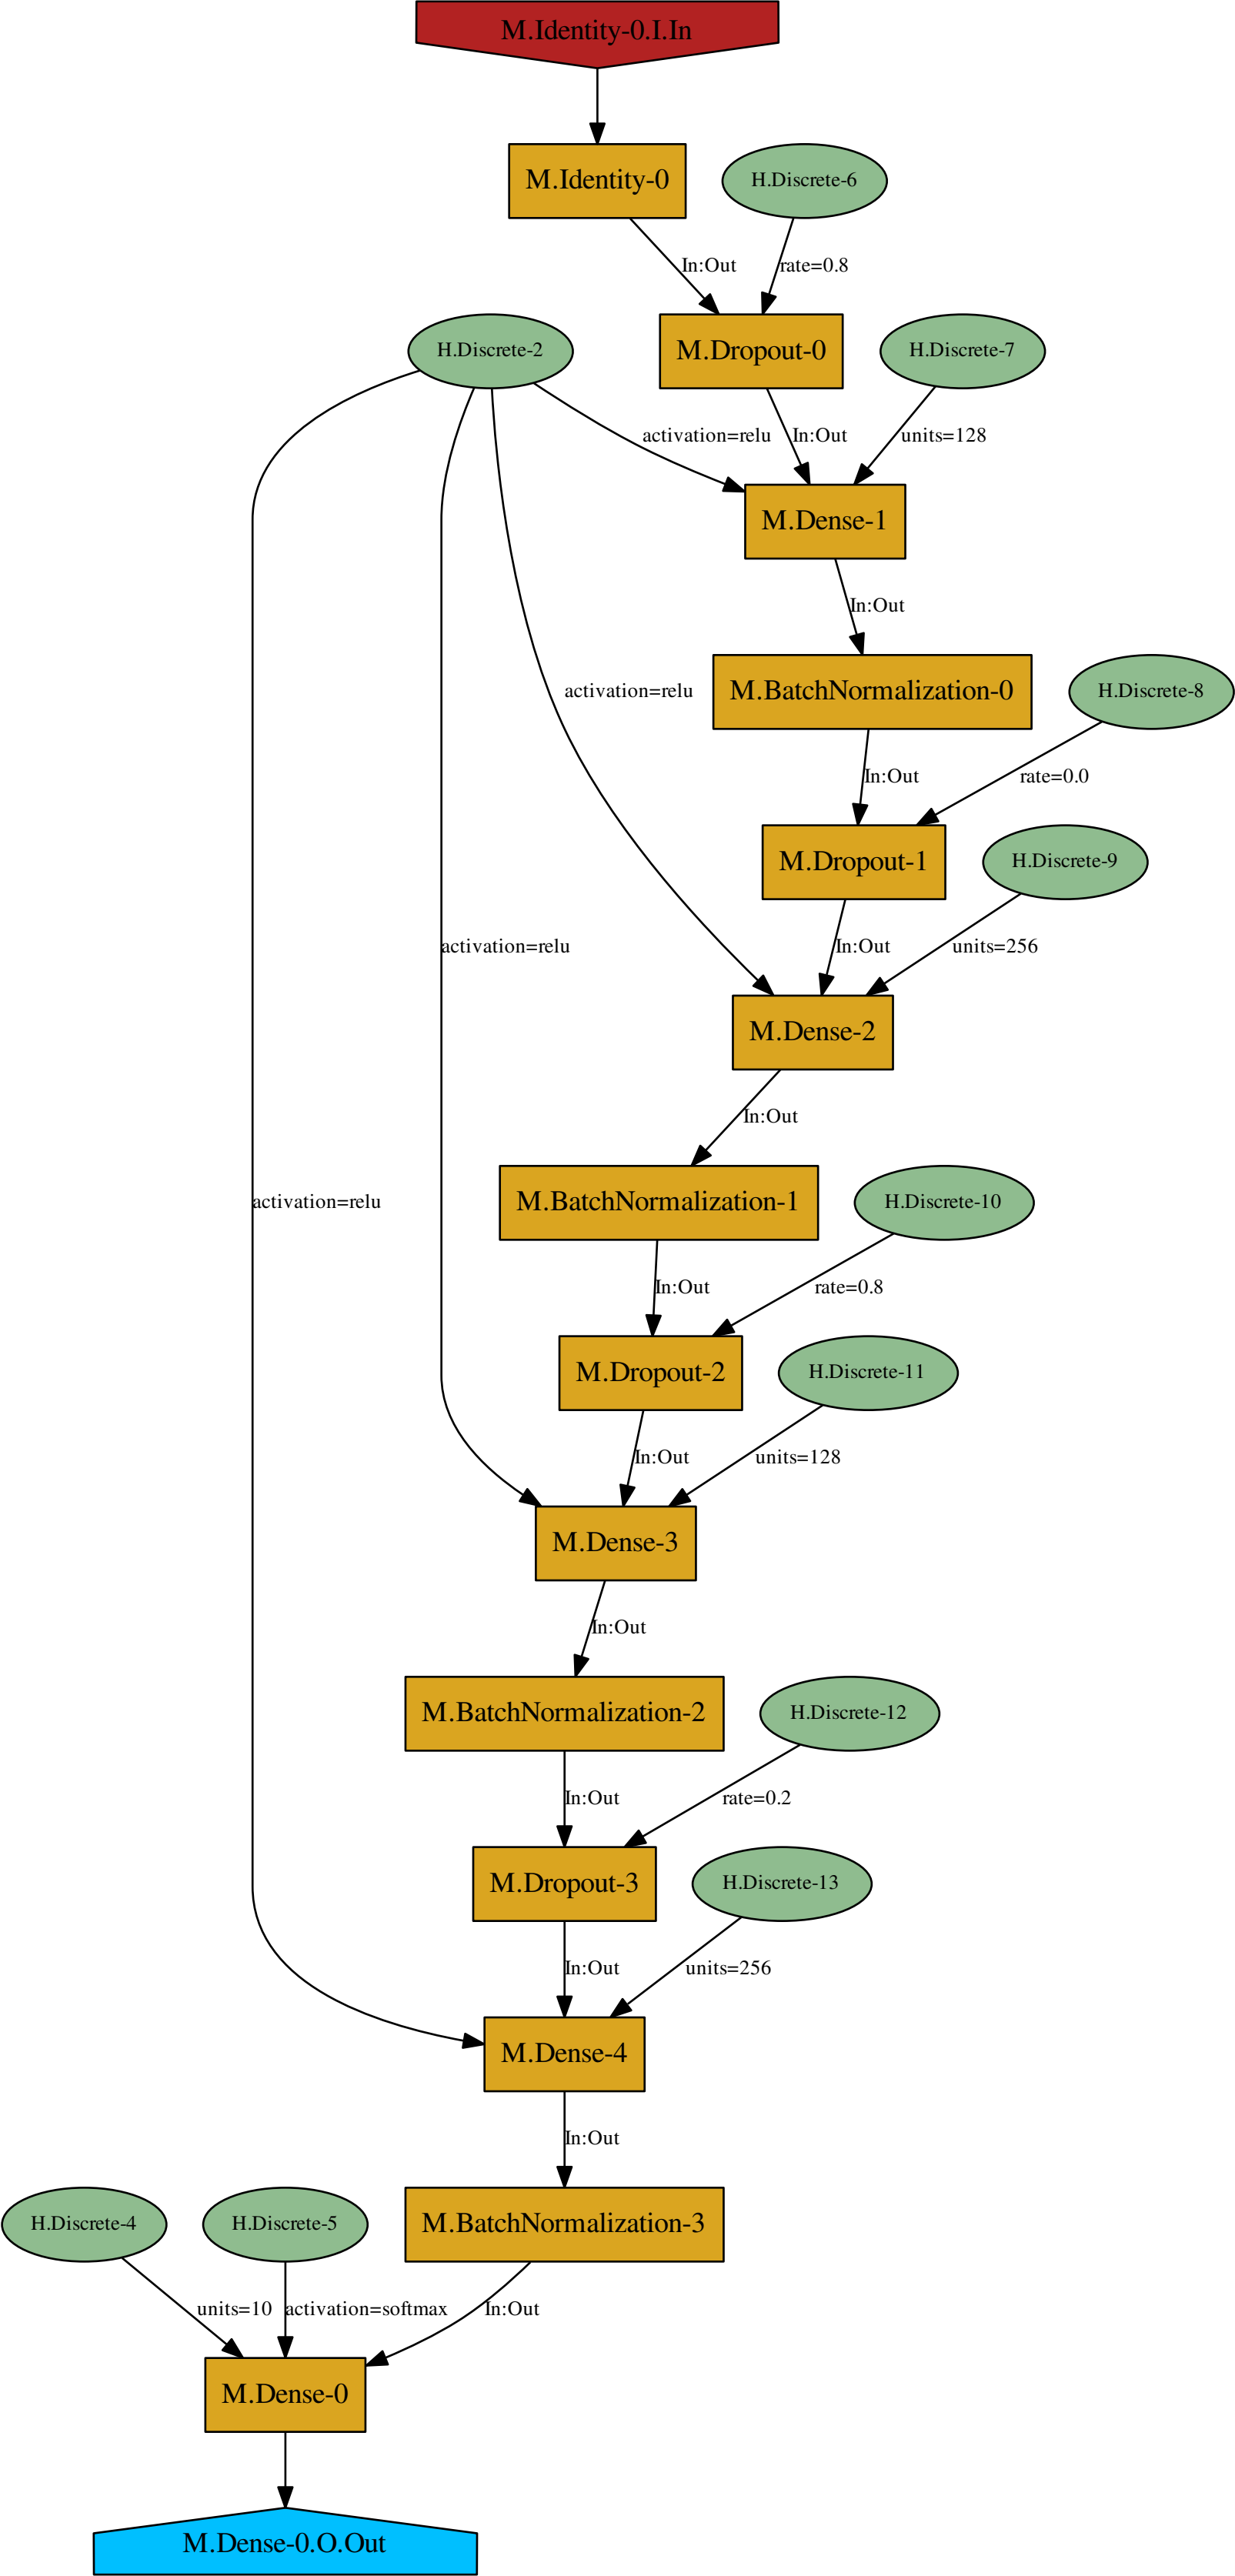 M.Identity-0.I.In
M.Identity-0
H.Discrete-6
In:Out
rate=0.8
H.Discrete-2
M.Dropout-0
H.Discrete-7
activation=relu
In:Out
units=128
M.Dense-1
In:Out
activation=relu
M.BatchNormalization-0
H.Discrete-8
In:Out
rate=0.0
M.Dropout-1
H.Discrete-9
activation=relu
In:Out
units=256
M.Dense-2
In:Out
activation=relu
M.BatchNormalization-1
H.Discrete-10
In:Out
rate=0.8
M.Dropout-2
H.Discrete-11
In:Out
units=128
M.Dense-3
In:Out
M.BatchNormalization-2
H.Discrete-12
In:Out
rate=0.2
M.Dropout-3
H.Discrete-13
In:Out
units=256
M.Dense-4
In:Out
H.Discrete-4
H.Discrete-5
M.BatchNormalization-3
units=10
activation=softmax
In:Out
M.Dense-0
M.Dense-0.O.Out